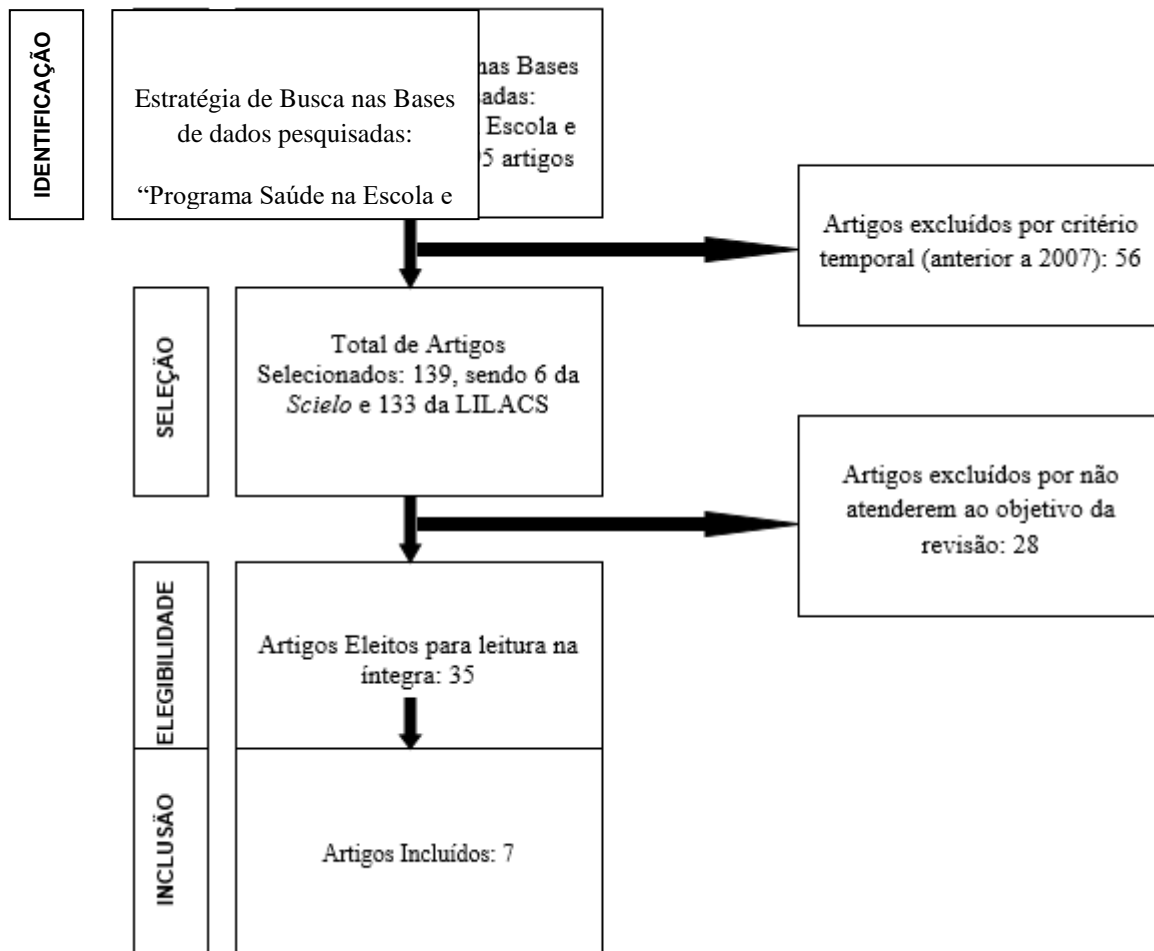 IDENTIFICAÇÃO
Estratégia de Busca nas Bases
de dados pesquisadas:
“Programa Saúde na Escola e
nas Bases
adas:
Escola e
95 artigos
Artigos excluídos por critério
temporal (anterior a 2007): 56
SELEÇÃO
Total de Artigos
Selecionados: 139, sendo 6 da
Scielo e 133 da LILACS
Artigos excluídos por não
atenderem ao objetivo da
revisão: 28
ELEGIBILIDADE
Artigos Eleitos para leitura na
íntegra: 35
INCLUSÃO
Artigos Incluídos: 7